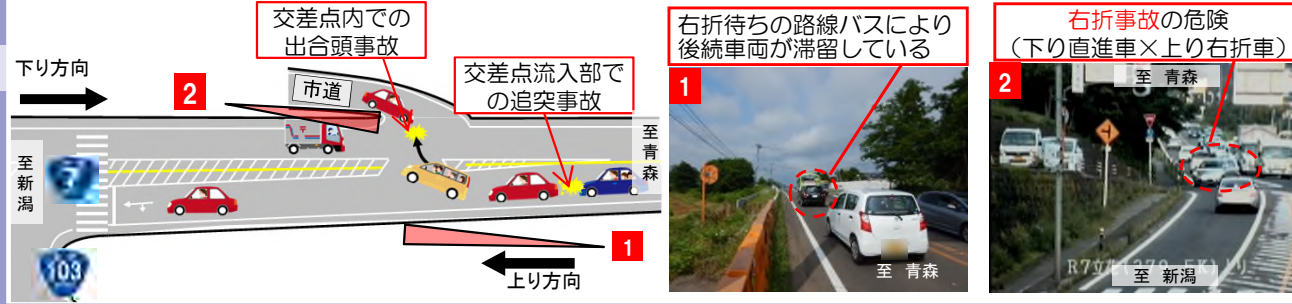 交差点内での
出合頭事故
下り方向
2
市道
交差点流入部で
の追突事故
至青森
至新潟
7
103
1
上り方向
右折待ちの路線バスにより
後続車両が滞留している
1
至 青森
右折事故の危険
（下り直進車×上り右折車）
2
至 青森
至 新潟